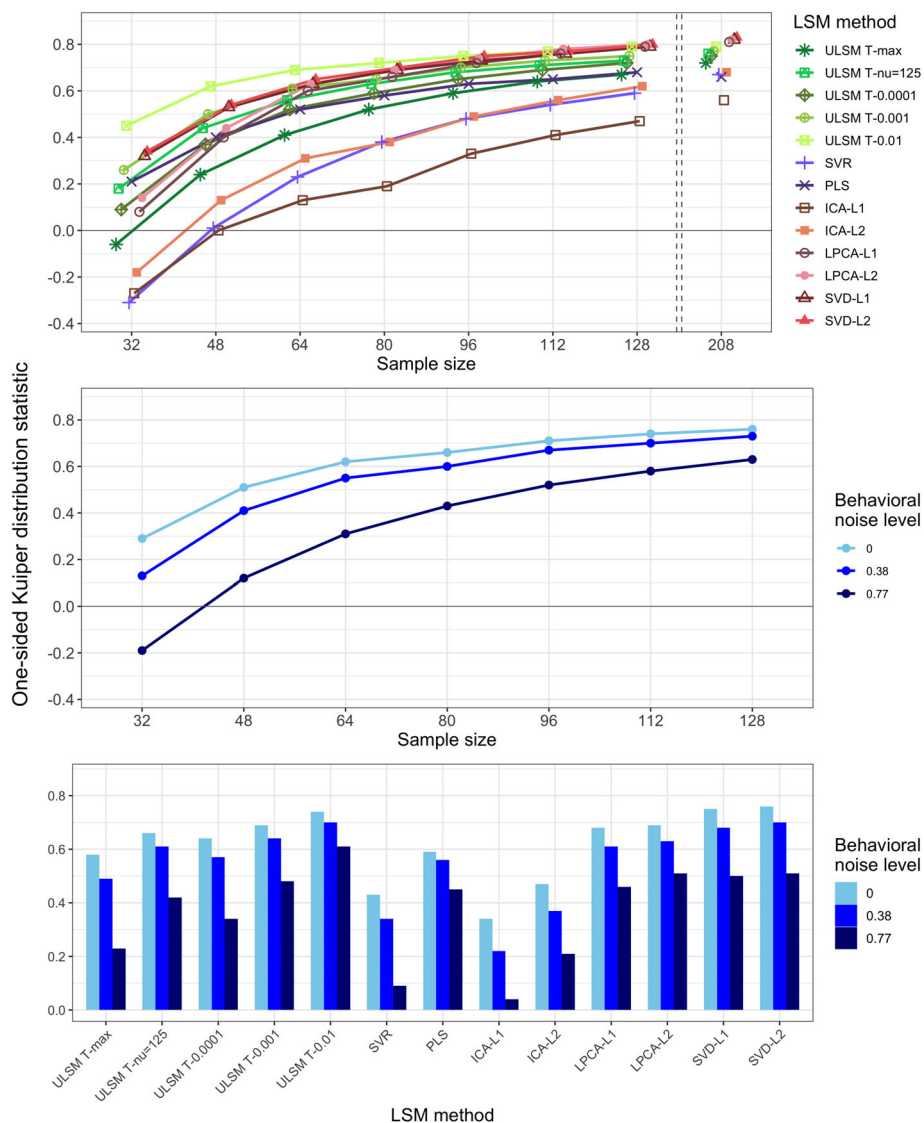 LSM method
ULSM T-max
ULSM T-nu=125
ULSM T-0.0001
ULSM T-0.001
ULSM T-0.01
SVR
PLS
ICA-L1
ICA-L2
LPCA-L1
LPCA-L2
SVD-L1
SVD-L2
0.8
0.6
0.4
0.2
0.0
-0.2
-0.4
32 48 64 80 96 112 128 208
Sample size
One-sided Kuiper distribution statistic
0.8
0.6
0.4
0.2
0.0
-0.2
-0.4
32 48 64 80 96 112 128
Sample size
Behavioral
noise level
0
0.38
0.77
0.8
0.6
0.4
0.2
0.0
Behavioral
noise level
0
0.38
0.77
ULSM T-max
ULSM T-nu=125
ULSM T-0.0001
ULSM T-0.001
ULSM T-0.01
SVR
PLS
ICA-L1
ICA-L2
LPCA-L1
LPCA-L2
SVD-L1
SVD-L2
LSM method